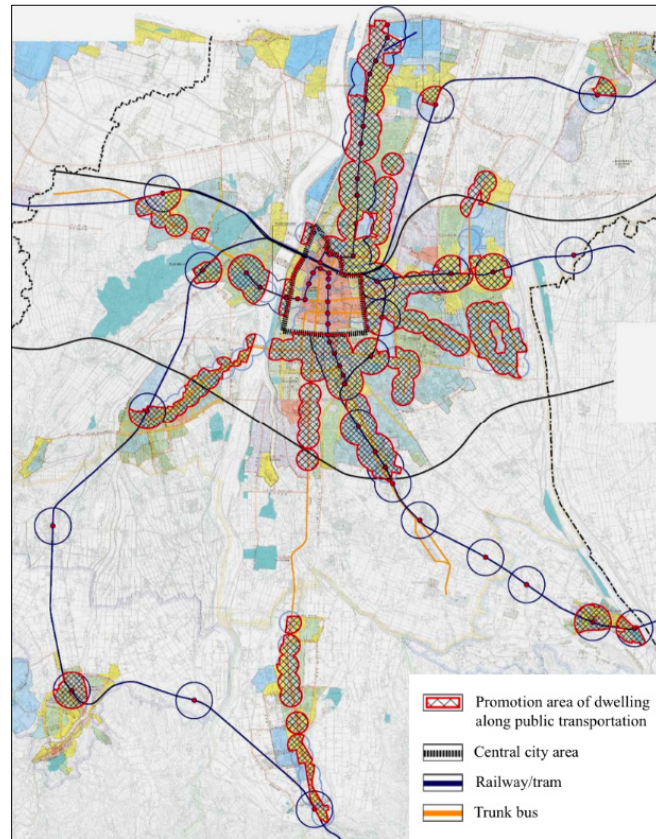 Promotion area of dwelling
along public transportation
Central city area
Railway/tram
Trunk bus